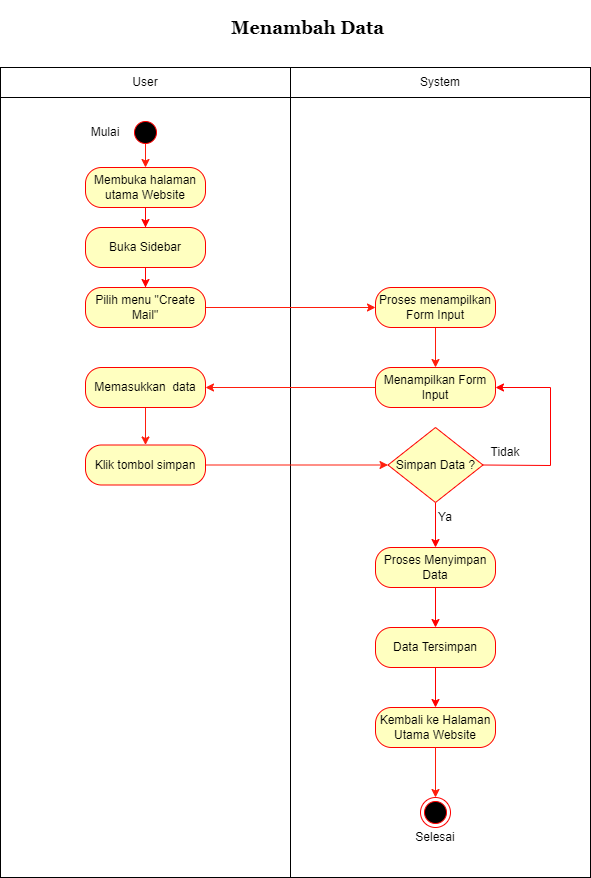 Menambah Data
User
System
Mulai
Membuka halaman
utama Website
Buka Sidebar
Pilih menu "Create
Mail"
Proses menampilkan
Form Input
Memasukkan  data
Menampilkan Form
Input
Klik tombol simpan
Simpan Data ?
Tidak
Ya
Proses Menyimpan
Data
Data Tersimpan
Kembali ke Halaman
Utama Website
Selesai